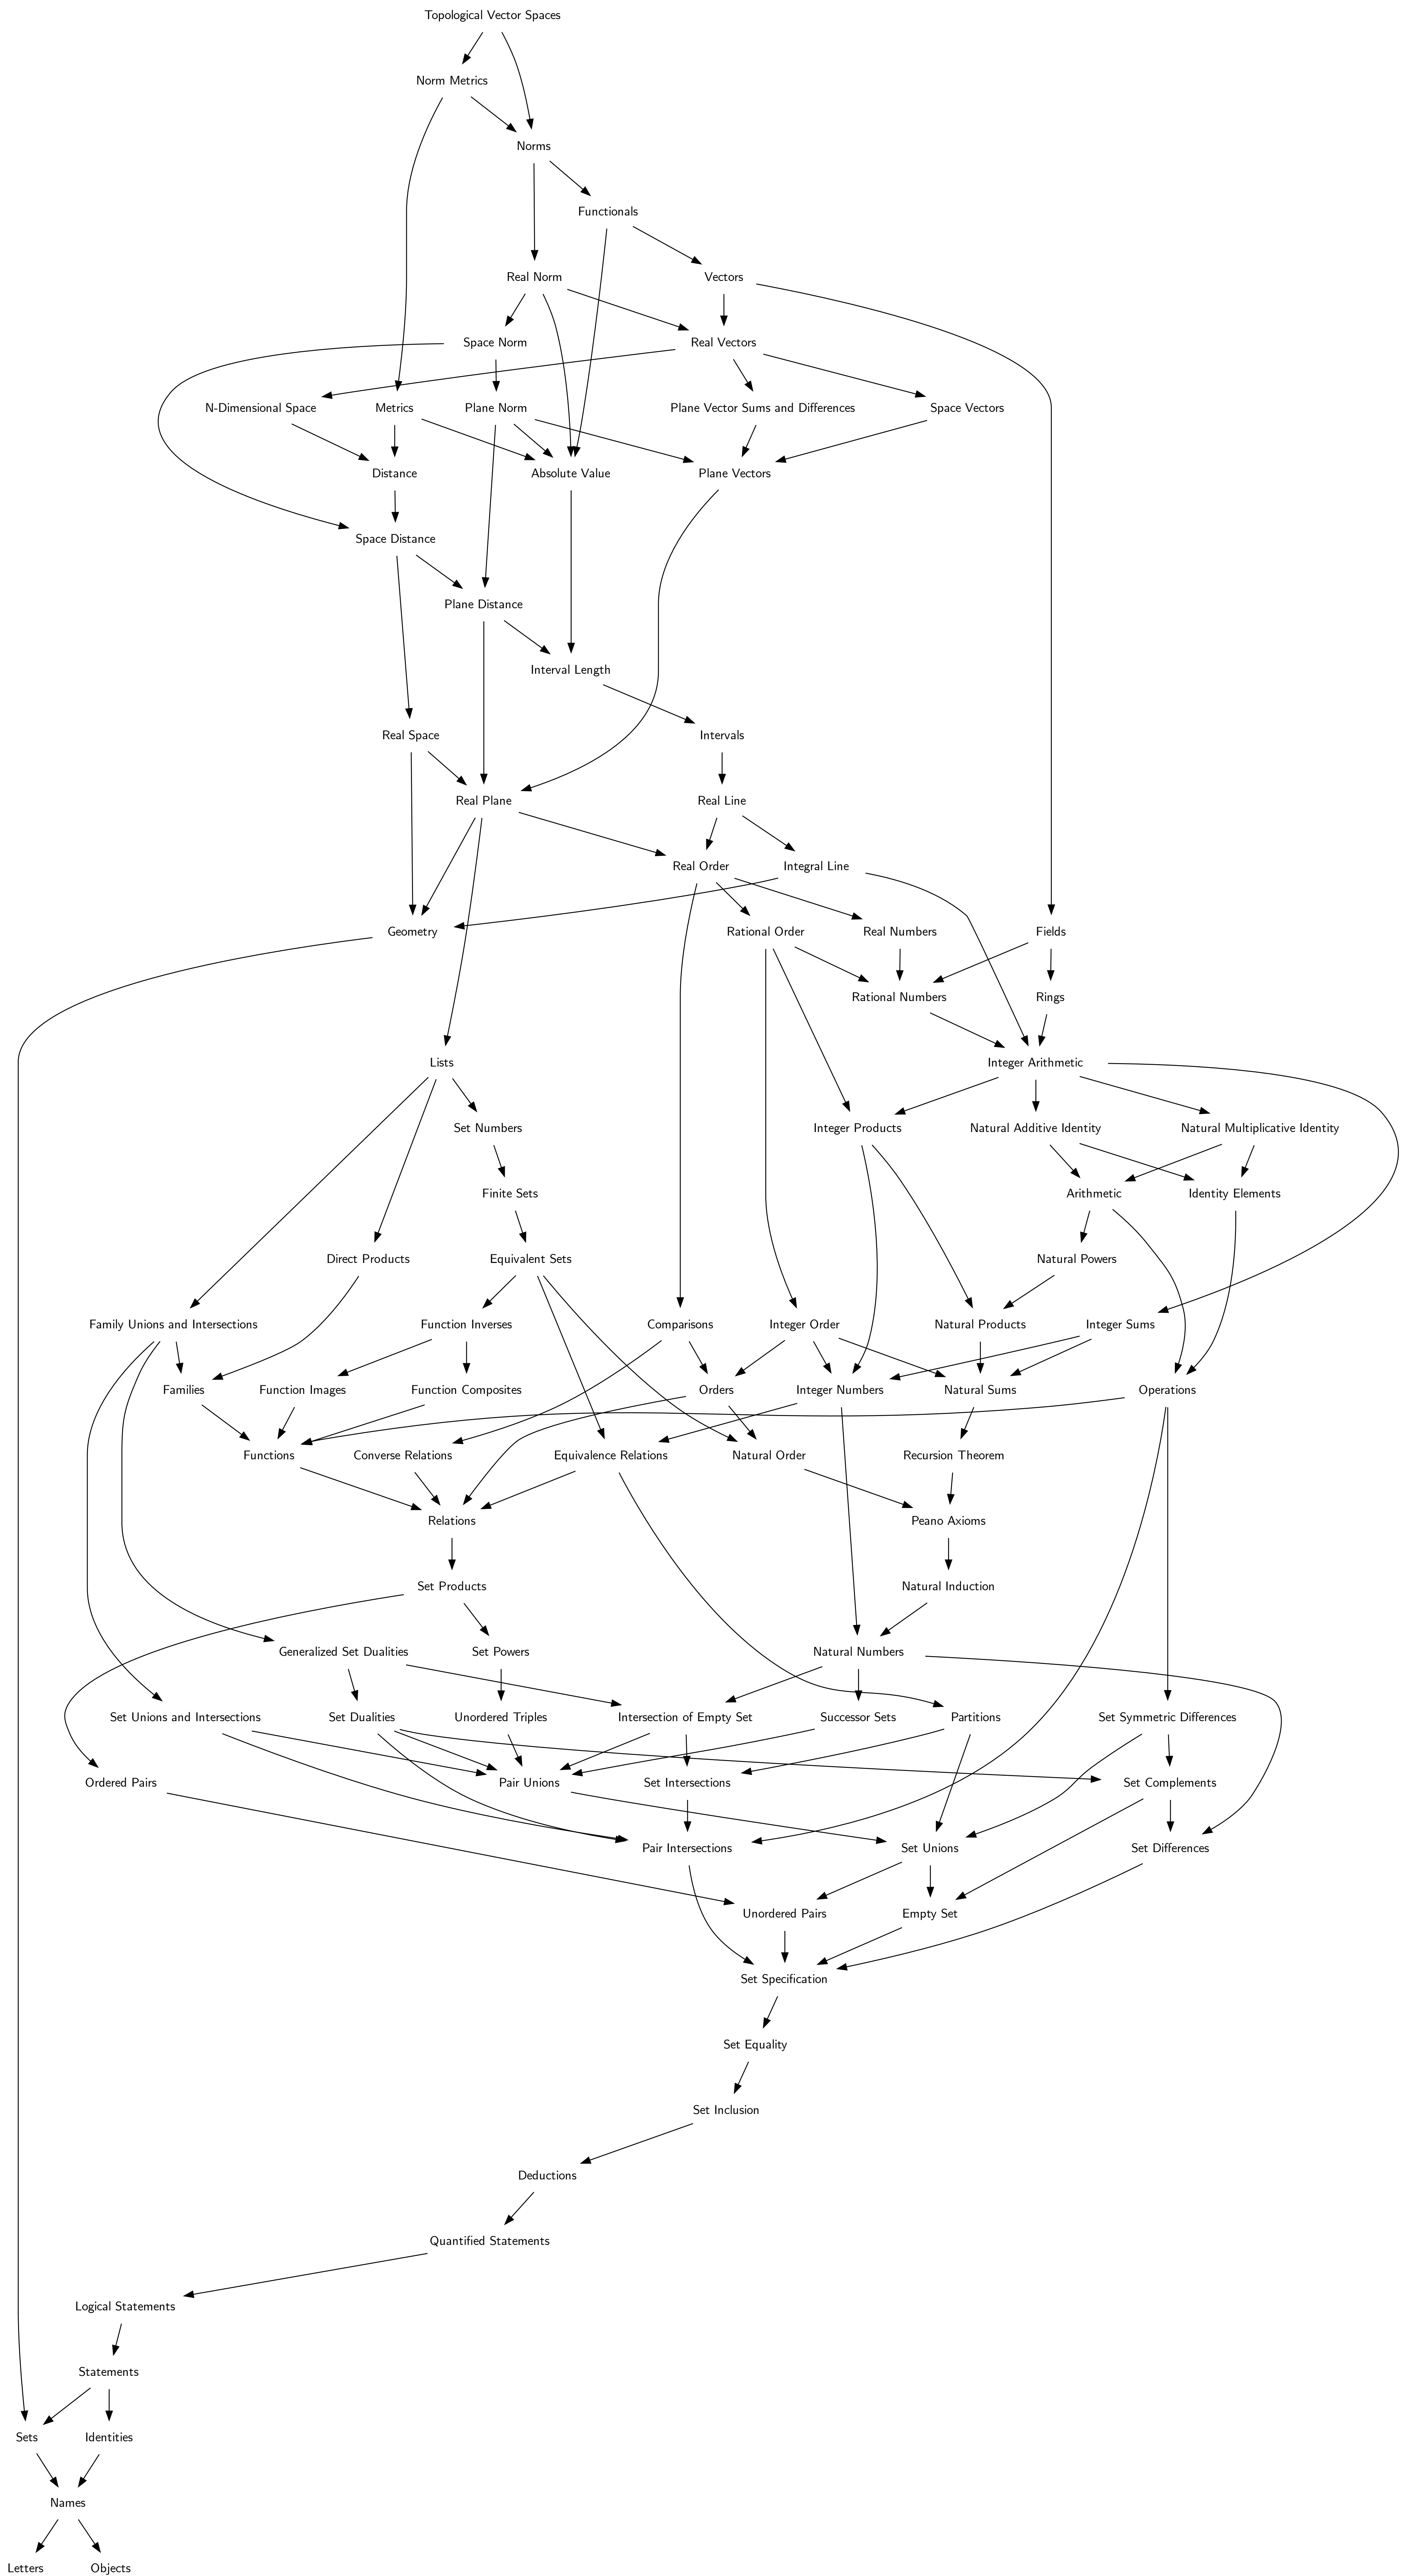 Topological Vector Spaces
Norm Metrics
Norms
Functionals
Real Norm
Vectors
Space Norm
Real Vectors
N-Dimensional Space
Metrics
Plane Norm
Plane Vector Sums and Differences
Space Vectors
Distance
Absolute Value
Plane Vectors
Space Distance
Plane Distance
Interval Length
Real Space
Intervals
Real Plane
Real Line
Real Order
Integral Line
Geometry
Rational Order
Real Numbers
Fields
Rational Numbers
Rings
Lists
Integer Arithmetic
Set Numbers
Integer Products
Natural Additive Identity
Natural Multiplicative Identity
Finite Sets
Arithmetic
Identity Elements
Direct Products
Equivalent Sets
Natural Powers
Family Unions and Intersections
Function Inverses
Comparisons
Integer Order
Natural Products
Integer Sums
Families
Function Images
Function Composites
Orders
Integer Numbers
Natural Sums
Operations
Functions
Converse Relations
Equivalence Relations
Natural Order
Recursion Theorem
Relations
Peano Axioms
Set Products
Natural Induction
Generalized Set Dualities
Set Powers
Natural Numbers
Set Unions and Intersections
Set Dualities
Unordered Triples
Intersection of Empty Set
Successor Sets
Partitions
Set Symmetric Differences
Ordered Pairs
Pair Unions
Set Intersections
Set Complements
Pair Intersections
Set Unions
Set Differences
Unordered Pairs
Empty Set
Set Specification
Set Equality
Set Inclusion
Deductions
Quantified Statements
Logical Statements
Statements
Sets
Identities
Names
Letters
Objects